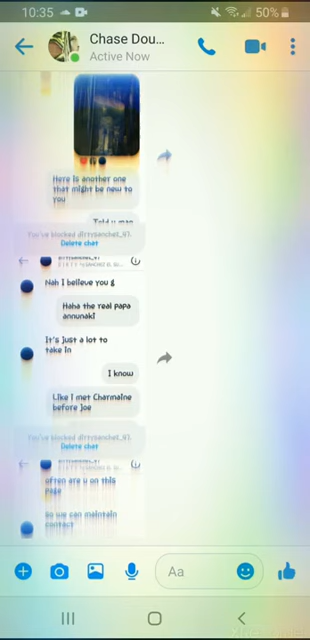 10:35
50%
Chase Dou...
Active Now
Here is another one
that might be new to
you
Told u man
You've blocked
Delete chat
Nah I believe you g
Haha the real papa
annunaki
It's just a lot to
take in
I know
Like I met Charmaine
before joe
You've blocked
Delete chat
often are u on this
page
So we can maintain
contact
Aa